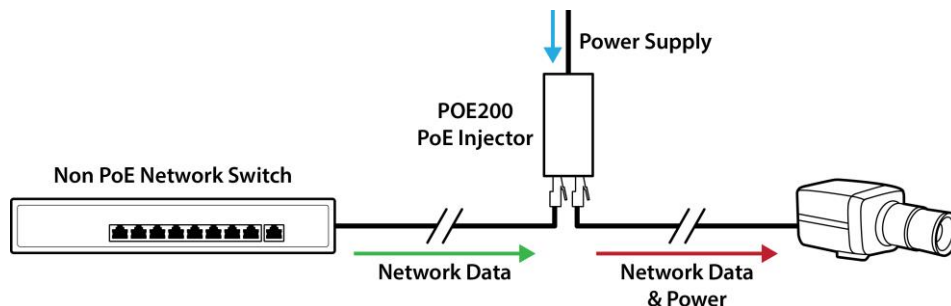 Power Supply
POE200
PoE Injector
Non PoE Network Switch
Network Data
Network Data
& Power